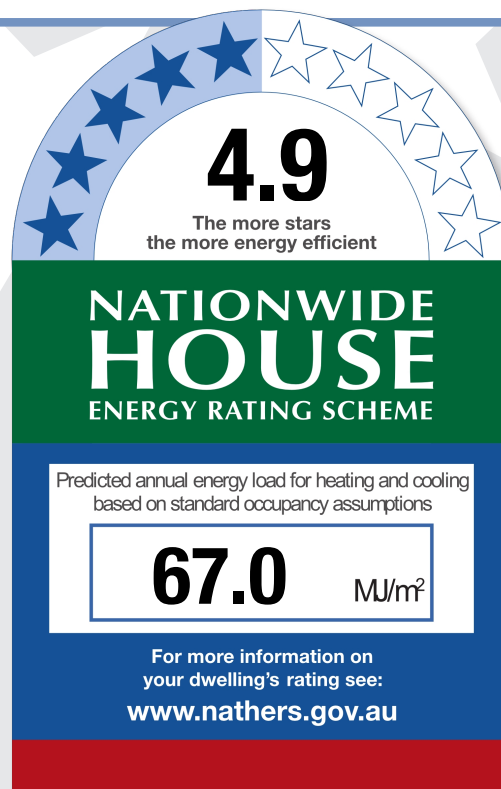 4.9
The more stars
the more energy efficient
NATIONWIDE
HOUSE
ENERGY RATING SCHEME
Predicted annual energy load for heating and cooling
based on standard occupancy assumptions
67.0 MJ/m²
For more information on
your dwelling's rating see:
www.nathers.gov.au